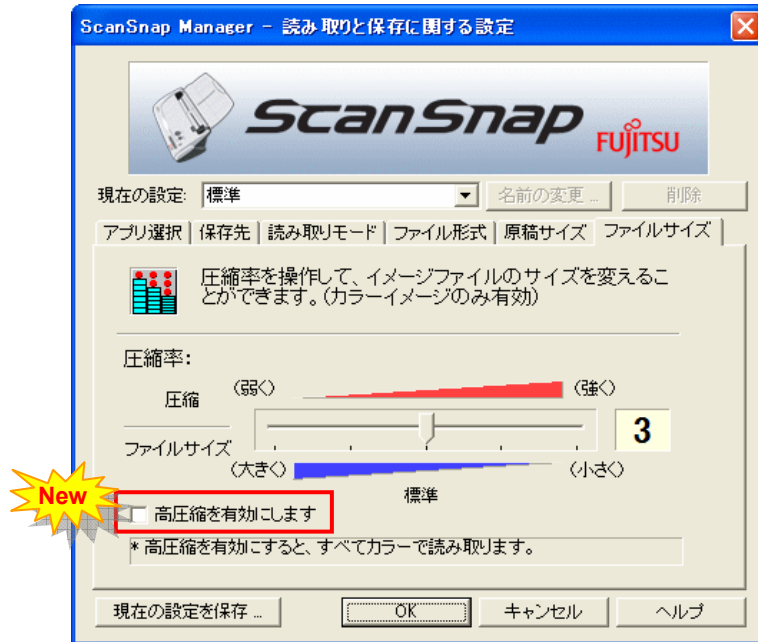 ScanSnap Manager - 読み取りと保存に関する設定
ScanSnap
FUJITSU
現在の設定: 標準 名前の変更 ... 削除
アプリ選択 保存先 読み取りモード ファイル形式 原稿サイズ ファイルサイズ
圧縮率を操作して、イメージファイルのサイズを変えるこ
とができます。(カラーイメージのみ有効)
圧縮率:
圧縮 (弱く) (強く)
3
ファイルサイズ
(大きく) (小さく)
標準
New
高圧縮を有効にします
* 高圧縮を有効にすると、すべてカラーで読み取ります。
現在の設定を保存 ... OK キャンセル ヘルプ